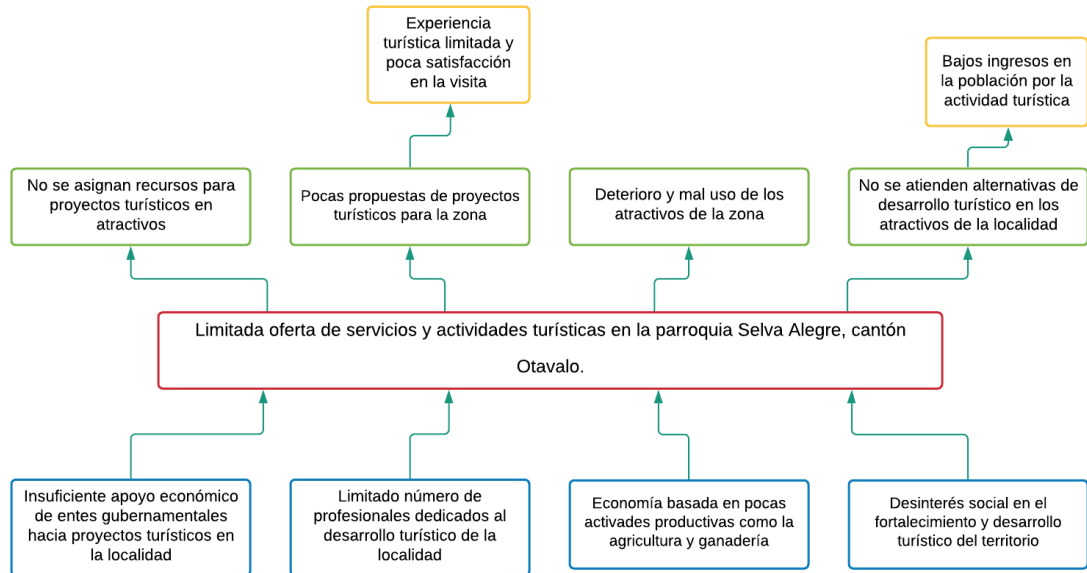 Experiencia
turística limitada y
poca satisfacción
en la visita
Bajos ingresos en
la población por la
actividad turística
No se asignan recursos para
proyectos turísticos en
atractivos
Pocas propuestas de proyectos
turísticos para la zona
Deterioro y mal uso de los
atractivos de la zona
No se atienden alternativas de
desarrollo turístico en los
atractivos de la localidad
Limitada oferta de servicios y actividades turísticas en la parroquia Selva Alegre, cantón
Otavalo.
Insuficiente apoyo económico
de entes gubernamentales
hacia proyectos turísticos en
la localidad
Limitado número de
profesionales dedicados al
desarrollo turístico de la
localidad
Economía basada en pocas
activades productivas como la
agricultura y ganadería
Desinterés social en el
fortalecimiento y desarrollo
turístico del territorio